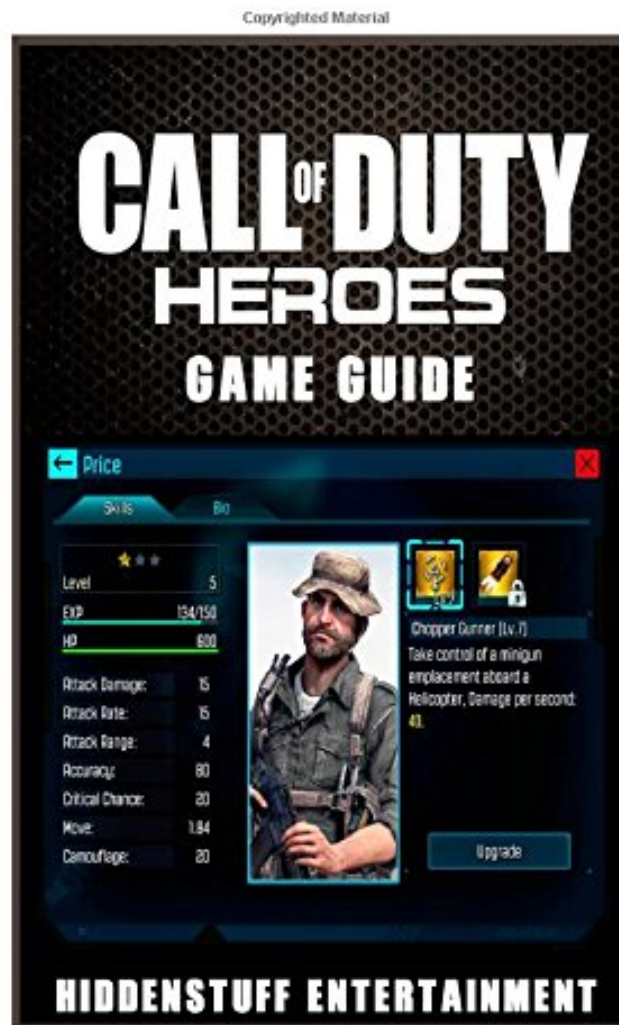 Copyrighted Material
CALL OF DUTY
HEROES
GAME GUIDE
Price
Skills Bio
Level 5
EXP 134/150
HP 600
Attack Damage: 15
Attack Rate: 15
Attack Range: 4
Accuracy: 80
Critical Chance: 20
Move: 1.84
Camouflage: 20
Chopper Gunner (Lv.7)
Take control of a minigun
emplacement aboard a
Helicopter, Damage per second:
40.
Upgrade
HIDDENSTUFF ENTERTAINMENT